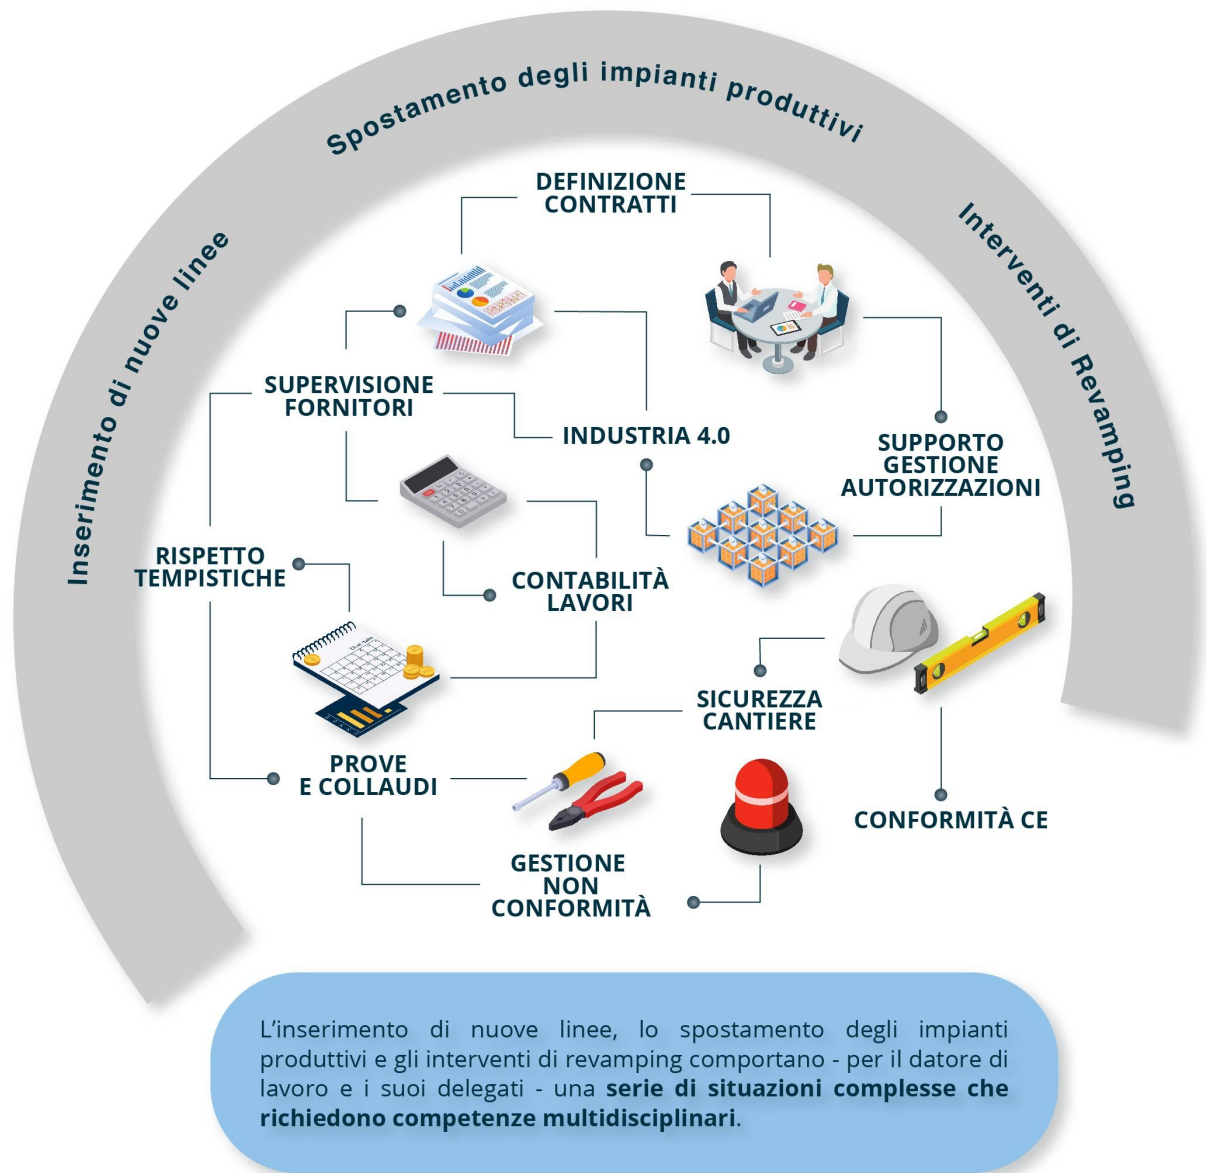 Spostamento degli impianti produttivi
Inserimento di nuove linee
Interventi di Revamping
DEFINIZIONE
CONTRATTI
SUPERVISIONE
FORNITORI
INDUSTRIA 4.0
SUPPORTO
GESTIONE
AUTORIZZAZIONI
RISPETTO
TEMPISTICHE
CONTABILITÀ
LAVORI
SICUREZZA
CANTIERE
PROVE
E COLLAUDI
CONFORMITÀ CE
GESTIONE
NON
CONFORMITÀ
L’inserimento di nuove linee, lo spostamento degli impianti
produttivi e gli interventi di revamping comportano - per il datore di
lavoro e i suoi delegati - una serie di situazioni complesse che
richiedono competenze multidisciplinari.